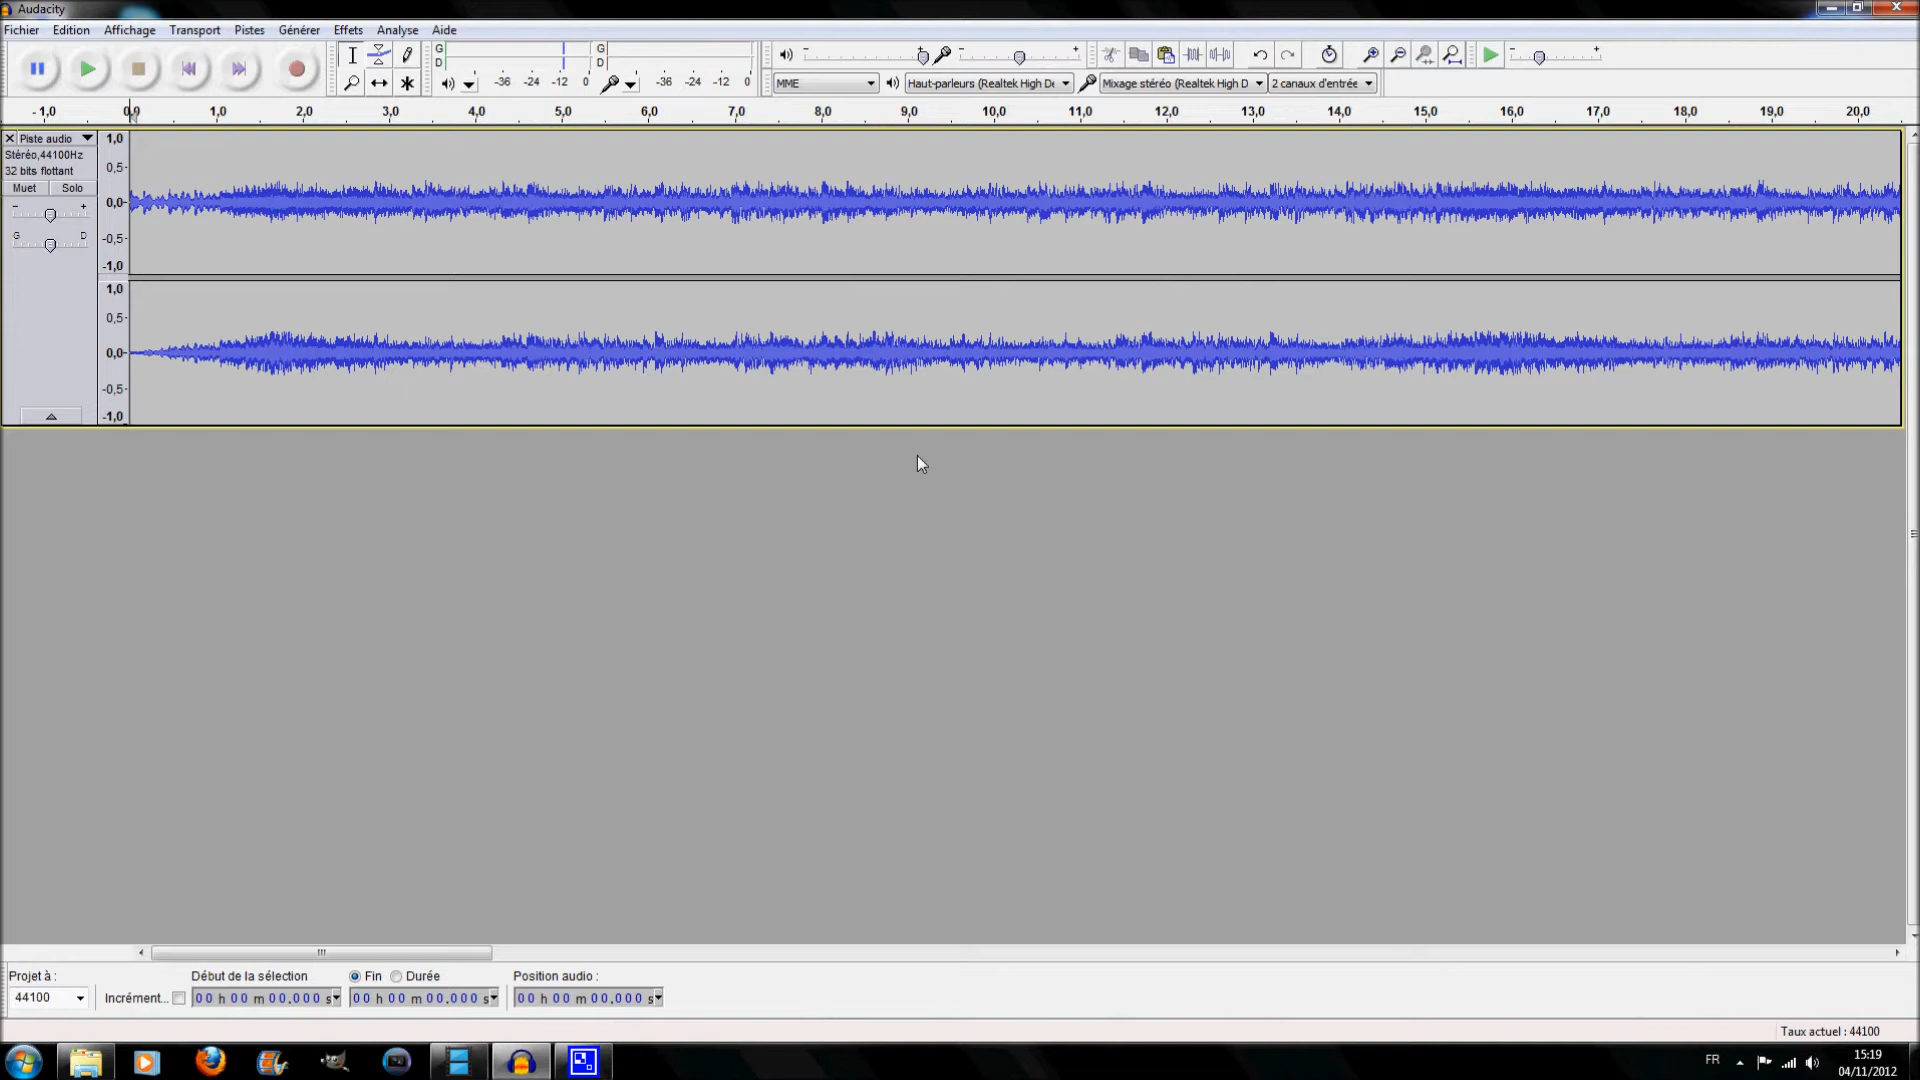 Audacity
Fichier Edition Affichage Transport Pistes Générer Effets Analyse Aide
G
D
-36 -24 -12 0
G
D
-36 -24 -12 0
MME
Haut-parleurs (Realtek High De
Mixage stéréo (Realtek High D
2 canaux d'entrée
- 1,0 0,0 1,0 2,0 3,0 4,0 5,0 6,0 7,0 8,0 9,0 10,0 11,0 12,0 13,0 14,0 15,0 16,0 17,0 18,0 19,0 20,0
Piste audio
Stéréo,44100Hz
32 bits flottant
Muet Solo
- +
G D
1,0
0,5-
0,0-
-0,5-
-1,0
1,0
0,5-
0,0-
-0,5-
-1,0
Projet à :
44100
Incrément...
Début de la sélection
00 h 00 m 00.000 s
Fin Durée
00 h 00 m 00.000 s
Position audio :
00 h 00 m 00.000 s
Taux actuel : 44100
FR
15:19
04/11/2012